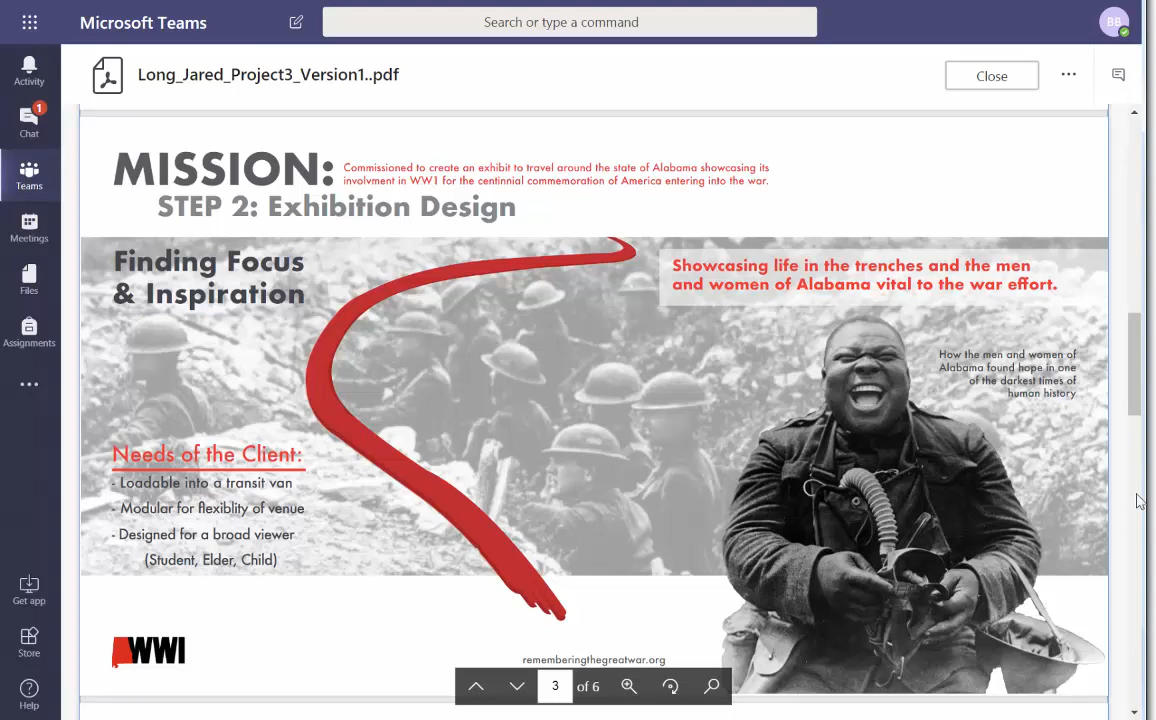 Microsoft Teams
Search or type a command
BB
Activity
1
Chat
Teams
Meetings
Files
Assignments
Get app
Store
Help
Long_Jared_Project3_Version1..pdf
Close
MISSION:
Commissioned to create an exhibit to travel around the state of Alabama showcasing its
involvment in WW1 for the centinnial commemoration of America entering into the war.
STEP 2: Exhibition Design
Finding Focus
& Inspiration
Showcasing life in the trenches and the men
and women of Alabama vital to the war effort.
How the men and women of
Alabama found hope in one
of the darkest times of
human history
Needs of the Client:
- Loadable into a transit van
- Modular for flexiblity of venue
- Designed for a broad viewer
(Student, Elder, Child)
WWI
rememberingthegreatwar.org
3 of 6